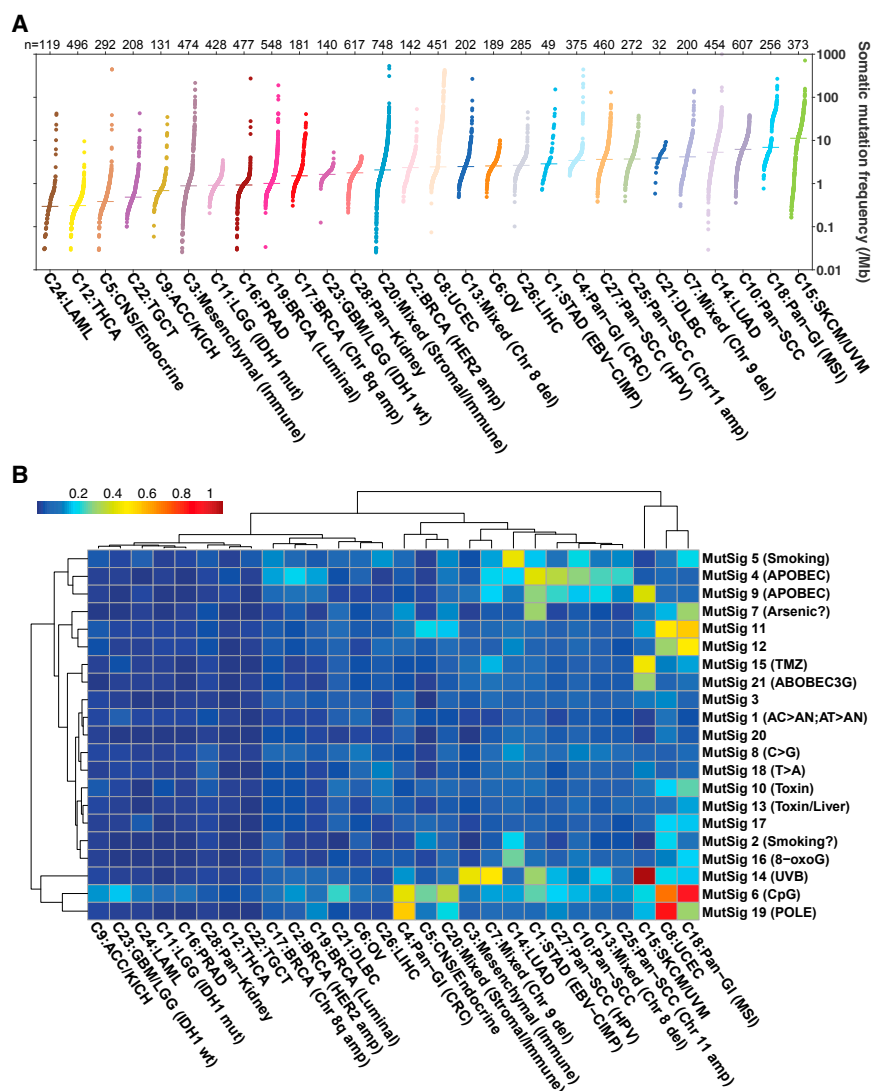 A
n=119 496 292 208 131 474 428 477 548 181 140 617 748 142 451 202 189 285 49 375 460 272 32 200 454 607 256 373
1000
100
10
1
0.1
0.01
Somatic mutation frequency (/Mb)
C24:LAML
C12:THCA
C5:CNS/Endocrine
C22:TGCT
C9:ACC/KICH
C3:Mesenchymal (Immune)
C11:LGG (IDH1 mut)
C16:PRAD
C19:BRCA (Luminal)
C17:BRCA (Chr 8q amp)
C23:GBM/LGG (IDH1 wt)
C28:Pan−Kidney
C20:Mixed (Stromal/Immune)
C2:BRCA (HER2 amp)
C8:UCEC
C13:Mixed (Chr 8 del)
C6:OV
C26:LIHC
C1:STAD (EBV−CIMP)
C4:Pan−GI (CRC)
C27:Pan−SCC (HPV)
C25:Pan−SCC (Chr11 amp)
C21:DLBC
C7:Mixed (Chr 9 del)
C14:LUAD
C10:Pan−SCC
C18:Pan−GI (MSI)
C15:SKCM/UVM
B
0.2 0.4 0.6 0.8 1
MutSig 5 (Smoking)
MutSig 4 (APOBEC)
MutSig 9 (APOBEC)
MutSig 7 (Arsenic?)
MutSig 11
MutSig 12
MutSig 15 (TMZ)
MutSig 21 (ABOBEC3G)
MutSig 3
MutSig 1 (AC>AN;AT>AN)
MutSig 20
MutSig 8 (C>G)
MutSig 18 (T>A)
MutSig 10 (Toxin)
MutSig 13 (Toxin/Liver)
MutSig 17
MutSig 2 (Smoking?)
MutSig 16 (8−oxoG)
MutSig 14 (UVB)
MutSig 6 (CpG)
MutSig 19 (POLE)
C9:ACC/KICH
C23:GBM/LGG (IDH1 wt)
C24:LAML
C11:LGG (IDH1 mut)
C16:PRAD
C28:Pan−Kidney
C12:THCA
C22:TGCT
C17:BRCA (Chr 8q amp)
C2:BRCA (HER2 amp)
C19:BRCA (Luminal)
C21:DLBC
C6:OV
C26:LIHC
C4:Pan−GI (CRC)
C5:CNS/Endocrine
C20:Mixed (Stromal/Immune)
C3:Mesenchymal (Immune)
C7:Mixed (Chr 9 del)
C14:LUAD
C1:STAD (EBV−CIMP)
C27:Pan−SCC (HPV)
C10:Pan−SCC
C13:Mixed (Chr 8 del)
C25:Pan−SCC (Chr 11 amp)
C15:SKCM/UVM
C8:UCEC
C18:Pan−GI (MSI)